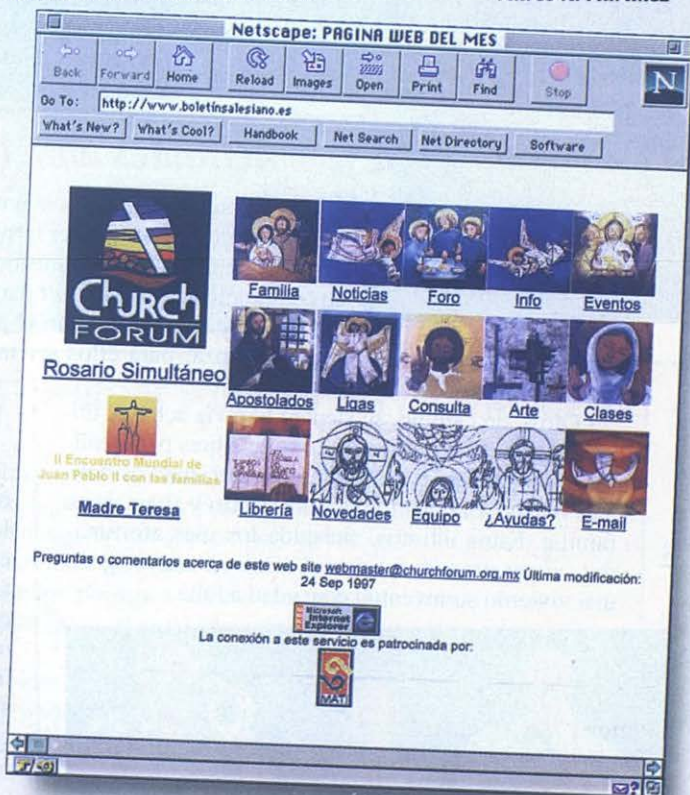 Netscape: PAGINA WEB DEL MES
Back Forward Home Reload Images Open Print Find Stop
N
Go To: http://www.boletínsalesiano.es
What's New? What's Cool? Handbook Net Search Net Directory Software
ChuRch
FORUM
Rosario Simultáneo
II Encuentro Mundial de
Juan Pablo II con las familias
Madre Teresa
Familia Noticias Foro Info Eventos
Apostolados Ligas Consulta Arte Clases
Librería Novedades Equipo ¿Ayudas? E-mail
Preguntas o comentarios acerca de este web site webmaster@churchforum.org.mx Última modificación:
24 Sep 1997
Microsoft
Internet
Explorer
La conexión a este servicio es patrocinada por:
MATI